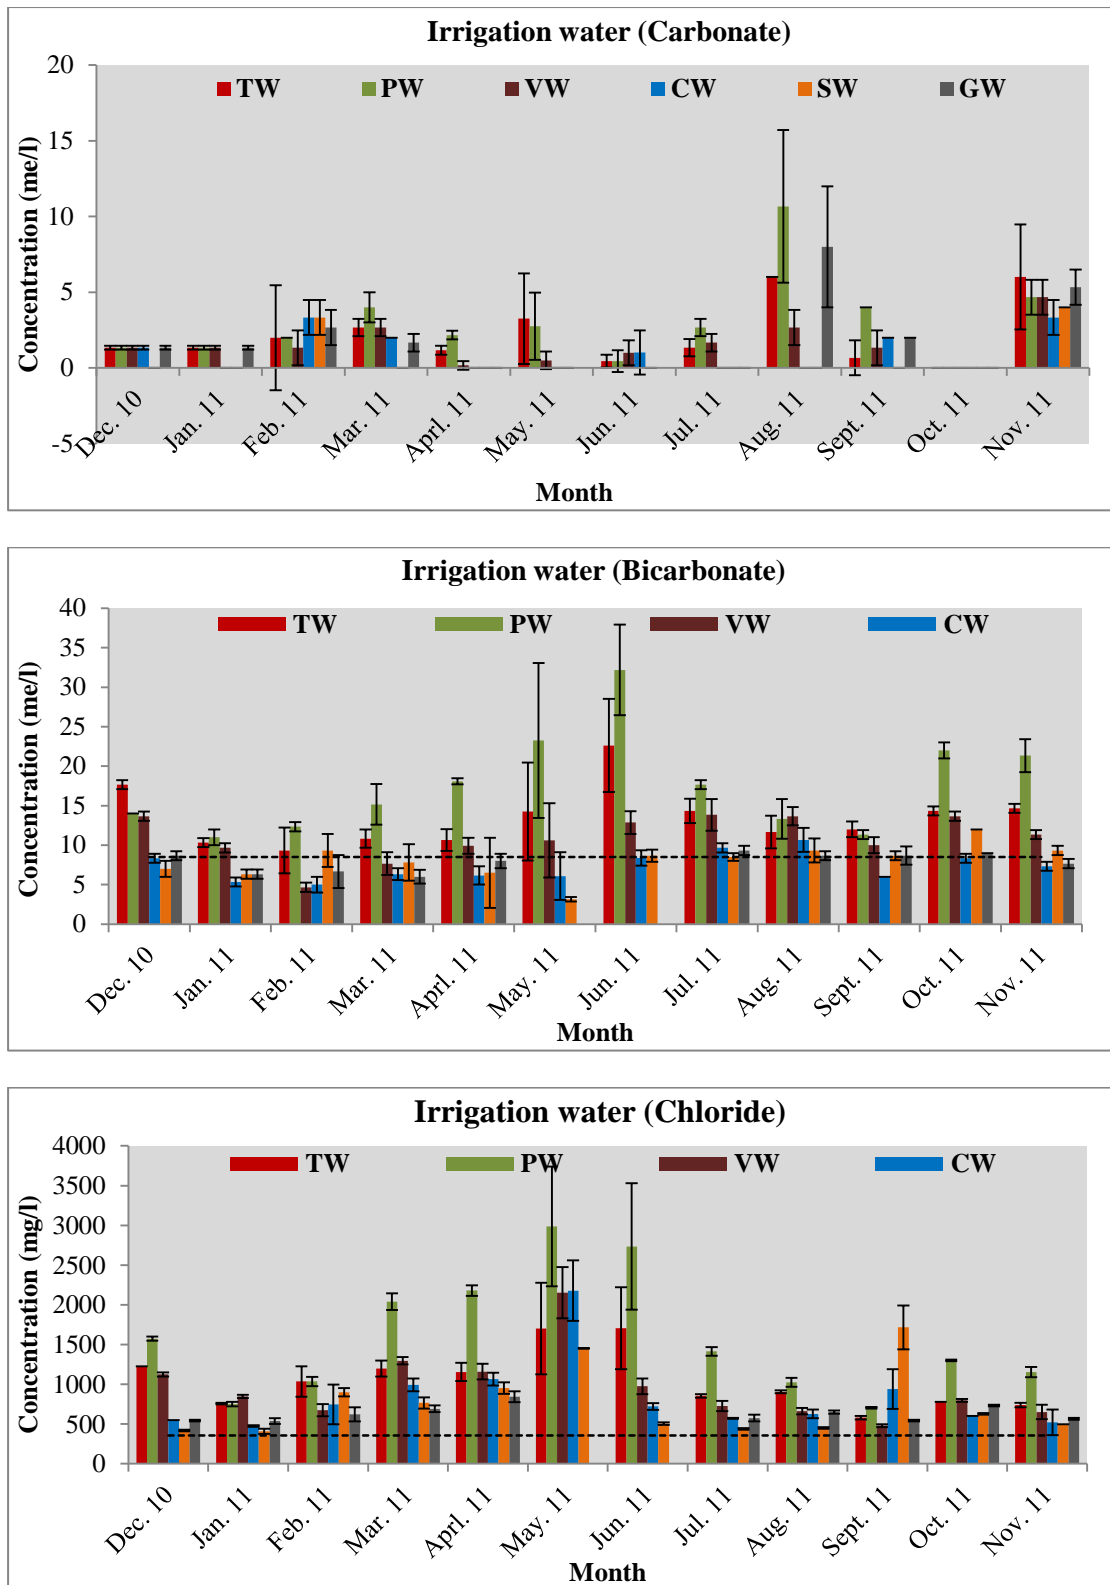 Irrigation water (Carbonate)
20
15
10
5
0
-5
Concentration (me/l)
TW PW VW CW SW GW
Dec. 10 Jan. 11 Feb. 11 Mar. 11 Aprl. 11 May. 11 Jun. 11 Jul. 11 Aug. 11 Sept. 11 Oct. 11 Nov. 11
Month
Irrigation water (Bicarbonate)
40
35
30
25
20
15
10
5
0
Concentration (me/l)
TW PW VW CW
Dec. 10 Jan. 11 Feb. 11 Mar. 11 Aprl. 11 May. 11 Jun. 11 Jul. 11 Aug. 11 Sept. 11 Oct. 11 Nov. 11
Month
Irrigation water (Chloride)
4000
3500
3000
2500
2000
1500
1000
500
0
Concentration (mg/l)
TW PW VW CW
Dec. 10 Jan. 11 Feb. 11 Mar. 11 Aprl. 11 May. 11 Jun. 11 Jul. 11 Aug. 11 Sept. 11 Oct. 11 Nov. 11
Month